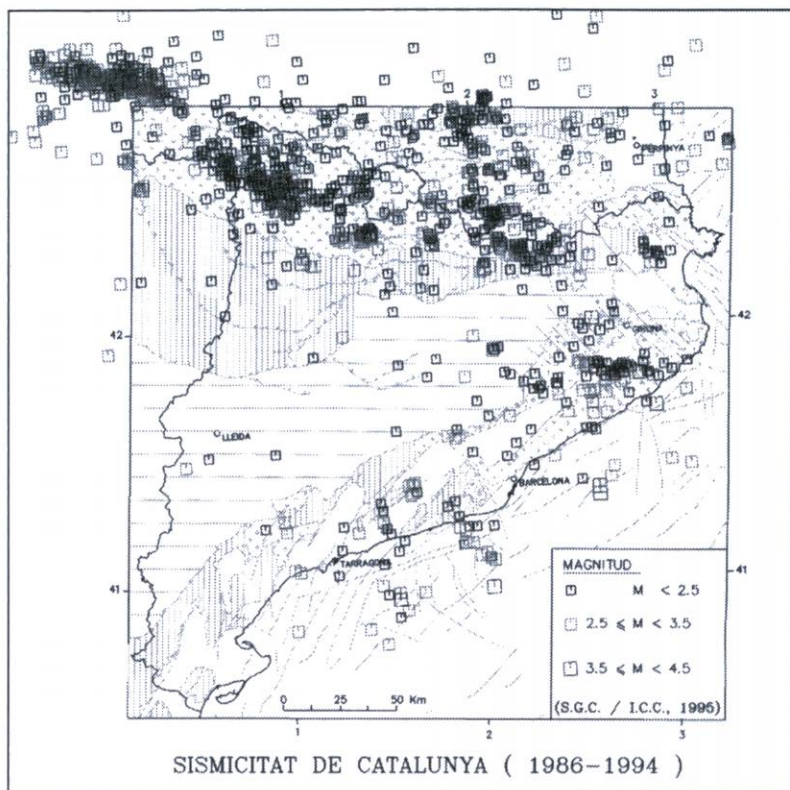 1 2 3
PERPINYA
42 42
GIRONA
LLEIDA
BARCELONA
TARRAGONA
41 41
MAGNITUD
M < 2.5
2.5 ⩽ M < 3.5
3.5 ⩽ M < 4.5
(S.G.C. / I.C.C., 1995)
0 25 50 Km
1 2 3
SISMICITAT DE CATALUNYA ( 1986-1994 )